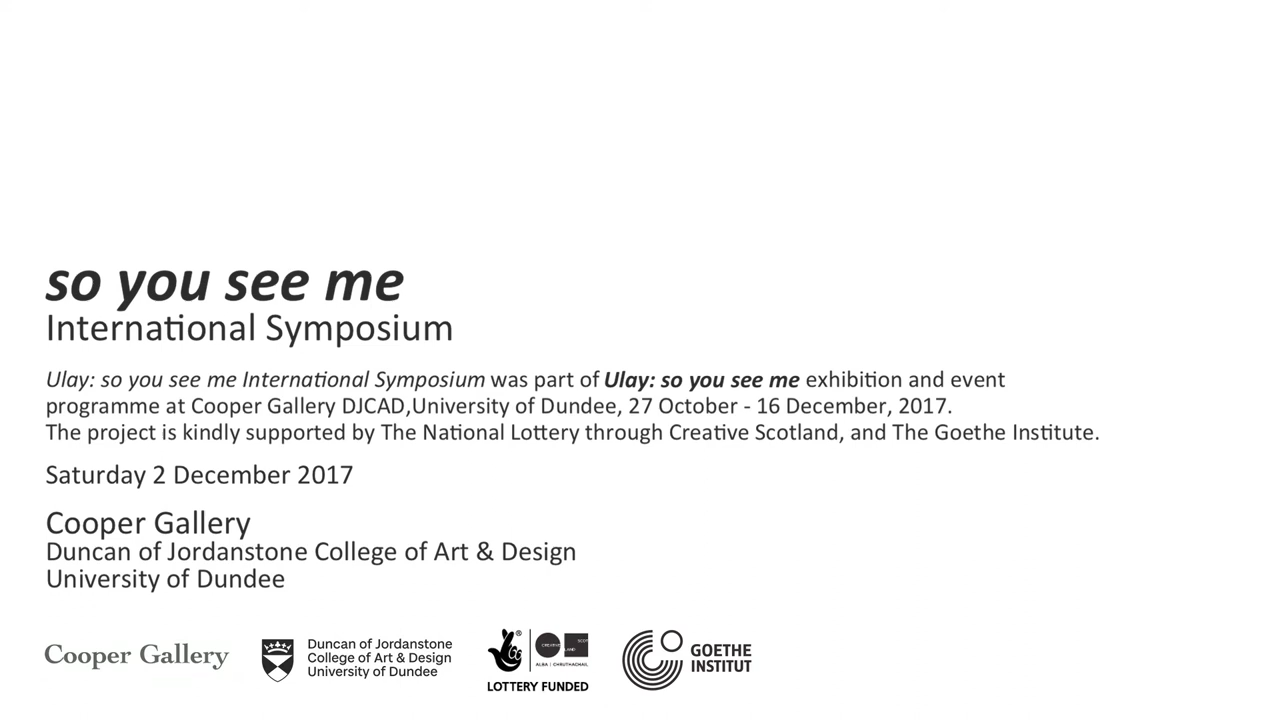 so you see me
International Symposium
Ulay: so you see me International Symposium was part of Ulay: so you see me exhibition and event
programme at Cooper Gallery DJCAD,University of Dundee, 27 October - 16 December, 2017.
The project is kindly supported by The National Lottery through Creative Scotland, and The Goethe Institute.
Saturday 2 December 2017
Cooper Gallery
Duncan of Jordanstone College of Art & Design
University of Dundee
Cooper Gallery
Duncan of Jordanstone
College of Art & Design
University of Dundee
CREATIVE SCOTLAND
ALBA | CHRUTHACHAIL
LOTTERY FUNDED
GOETHE
INSTITUT